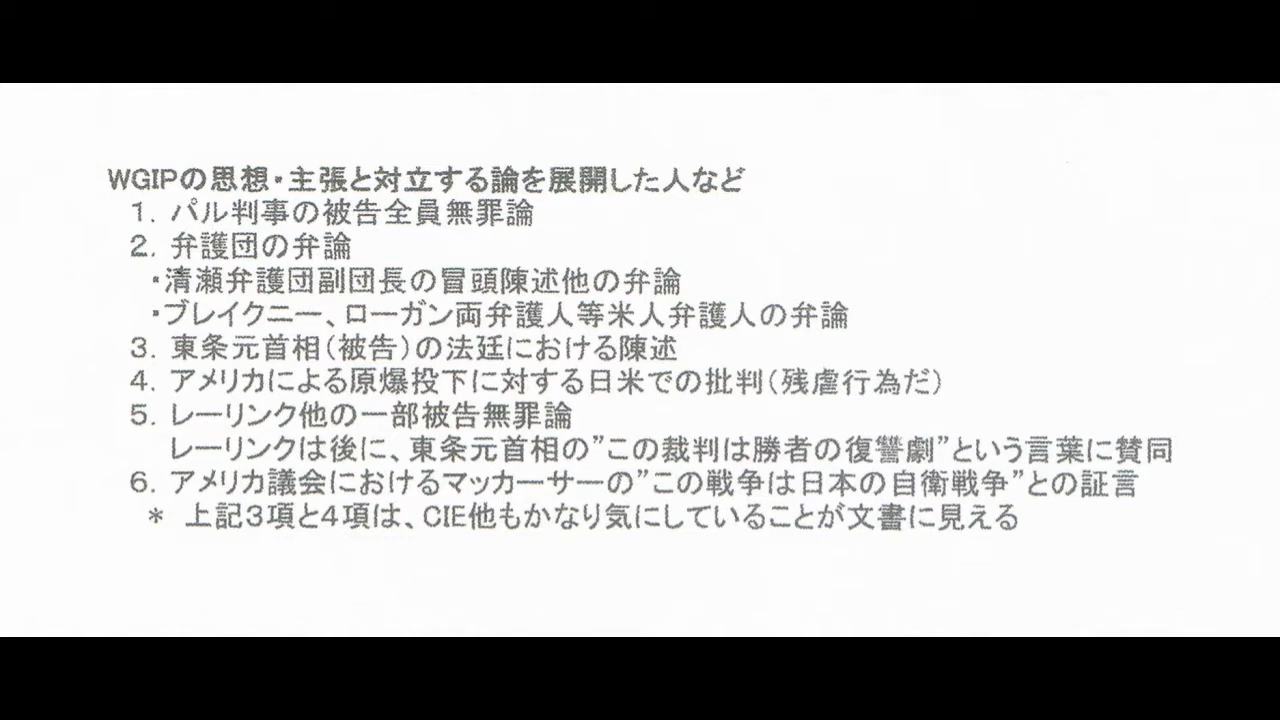 WGIPの思想・主張と対立する論を展開した人など
1．パル判事の被告全員無罪論
2．弁護団の弁論
・清瀬弁護団副団長の冒頭陳述他の弁論
・ブレイクニー、ローガン両弁護人等米人弁護人の弁論
3．東条元首相（被告）の法廷における陳述
4．アメリカによる原爆投下に対する日米での批判（残虐行為だ）
5．レーリンク他の一部被告無罪論
レーリンクは後に、東条元首相の”この裁判は勝者の復讐劇”という言葉に賛同
6．アメリカ議会におけるマッカーサーの”この戦争は日本の自衛戦争”との証言
＊ 上記3項と4項は、CIE他もかなり気にしていることが文書に見える